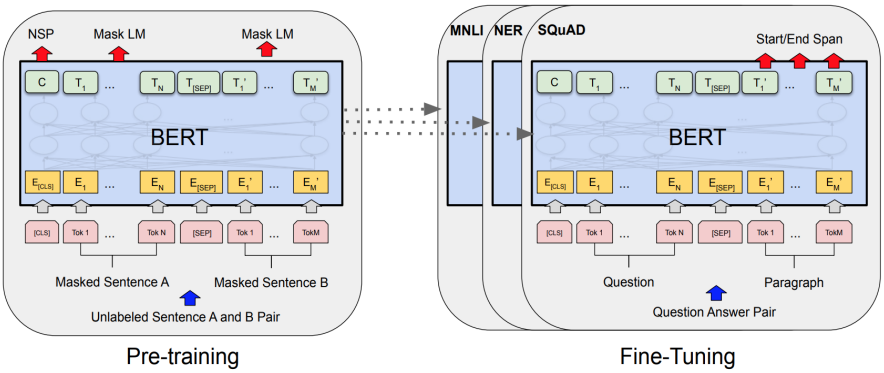 NSP Mask LM Mask LM
C T1 ... TN T[SEP] T1' ... TM'
...
BERT
...
E[CLS] E1 ... EN E[SEP] E1' ... EM'
[CLS] Tok 1 ... Tok N [SEP] Tok 1 ... TokM
Masked Sentence A Masked Sentence B
Unlabeled Sentence A and B Pair
Pre-training
MNLI NER SQuAD
Start/End Span
C T1 ... TN T[SEP] T1' ... TM'
...
BERT
...
E[CLS] E1 ... EN E[SEP] E1' ... EM'
[CLS] Tok 1 ... Tok N [SEP] Tok 1 ... TokM
Question Paragraph
Question Answer Pair
Fine-Tuning